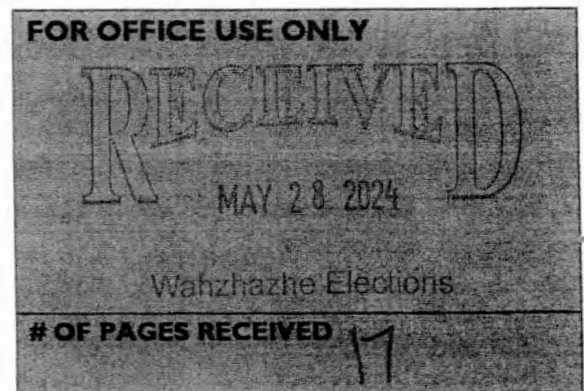 FOR OFFICE USE ONLY
RECEIVED
MAY 28 2024
Wahzhazhe Elections
# OF PAGES RECEIVED 17